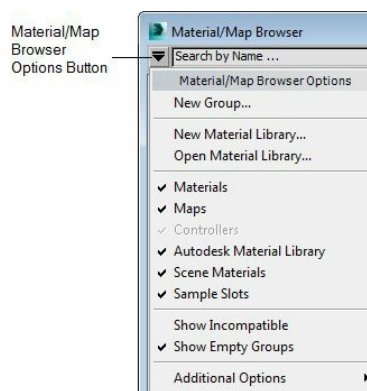 Material/Map
Browser
Options Button
Material/Map Browser
Search by Name ...
Material/Map Browser Options
New Group...
New Material Library...
Open Material Library...
Materials
Maps
Controllers
Autodesk Material Library
Scene Materials
Sample Slots
Show Incompatible
Show Empty Groups
Additional Options